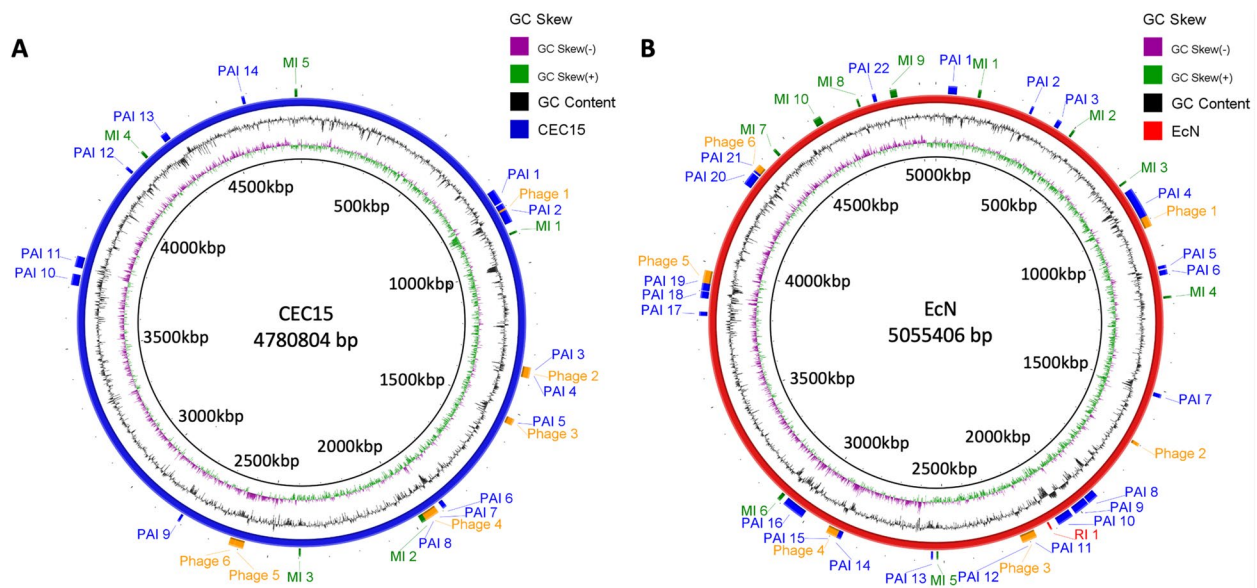 A
GC Skew
GC Skew(-)
GC Skew(+)
GC Content
CEC15
MI 5
PAI 14
PAI 13
MI 4
PAI 12
PAI 11
PAI 10
PAI 9
Phage 6
Phage 5
MI 3
MI 2
PAI 8
Phage 4
PAI 7
PAI 6
Phage 3
PAI 5
PAI 4
Phage 2
PAI 3
MI 1
PAI 2
Phage 1
PAI 1
4500kbp
500kbp
4000kbp
1000kbp
3500kbp
1500kbp
3000kbp
2000kbp
2500kbp
CEC15
4780804 bp
B
GC Skew
GC Skew(-)
GC Skew(+)
GC Content
EcN
PAI 1
MI 1
PAI 2
PAI 3
MI 2
MI 3
PAI 4
Phage 1
PAI 5
PAI 6
MI 4
PAI 7
Phage 2
PAI 8
PAI 9
PAI 10
RI 1
PAI 11
Phage 3
PAI 12
MI 5
PAI 13
PAI 14
Phage 4
PAI 15
PAI 16
MI 6
PAI 17
PAI 18
PAI 19
Phage 5
PAI 20
PAI 21
Phage 6
MI 7
MI 10
MI 8
PAI 22
MI 9
5000kbp
4500kbp
500kbp
4000kbp
1000kbp
3500kbp
1500kbp
3000kbp
2000kbp
2500kbp
EcN
5055406 bp